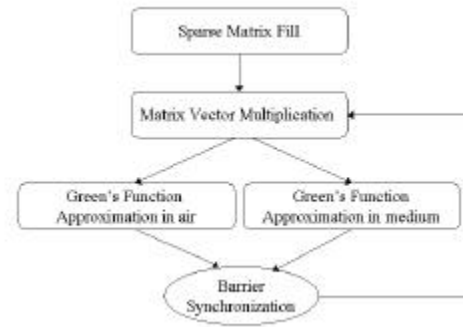 Sparse Matrix Fill
Matrix Vector Multiplication
Green's Function
Approximation in air
Green's Function
Approximation in medium
Barrier
Synchronization